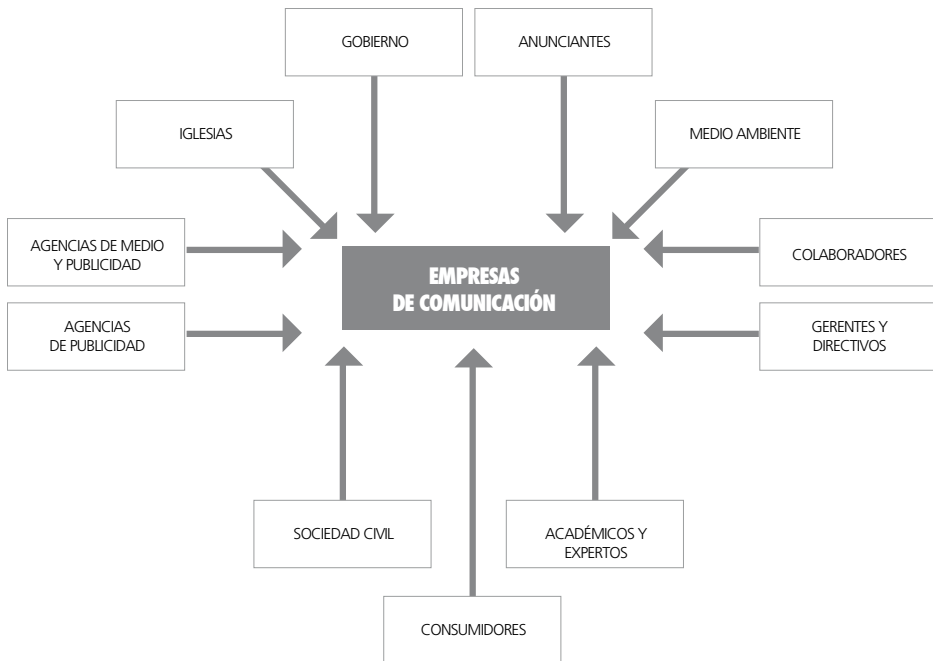 GOBIERNO
ANUNCIANTES
IGLESIAS
MEDIO AMBIENTE
AGENCIAS DE MEDIO
Y PUBLICIDAD
COLABORADORES
EMPRESAS
DE COMUNICACIÓN
AGENCIAS
DE PUBLICIDAD
GERENTES Y
DIRECTIVOS
SOCIEDAD CIVIL
ACADÉMICOS Y
EXPERTOS
CONSUMIDORES